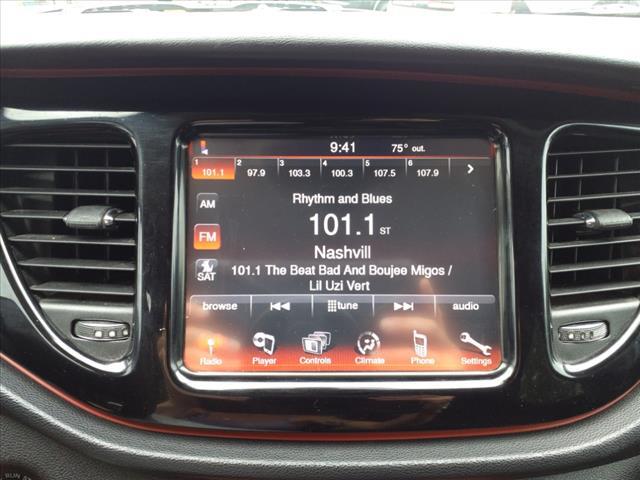 9:41 75° out.
1 2 3 4 5 6
101.1 97.9 103.3 100.3 107.5 107.9
AM
Rhythm and Blues
101.1 ST
FM
Nashvill
SAT
101.1 The Beat Bad And Boujee Migos /
Lil Uzi Vert
browse tune audio
Radio Player Controls Climate Phone Settings
RUN